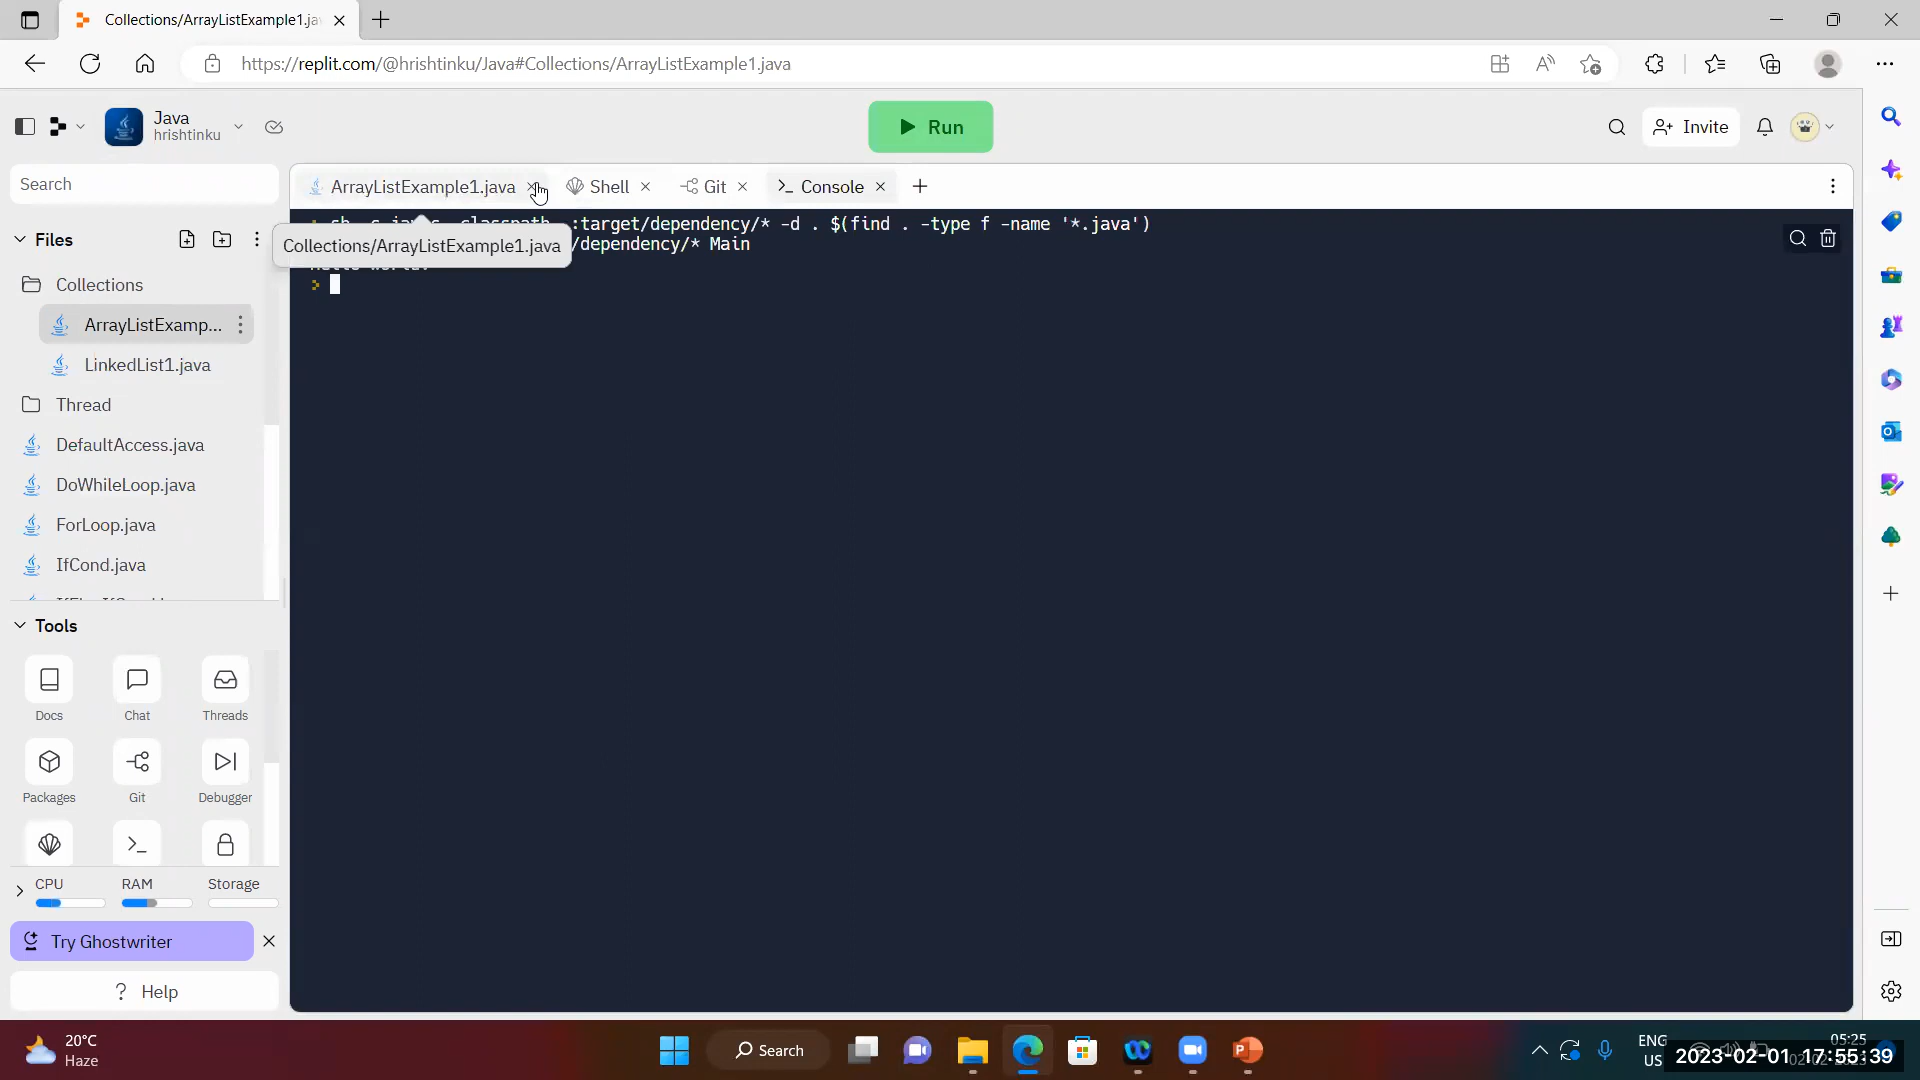 Collections/ArrayListExample1.ja
https://replit.com/@hrishtinku/Java#Collections/ArrayListExample1.java
Java
hrishtinku
Run
Invite
Search
ArrayListExample1.java
Shell
Git
Console
Files
:target/dependency/* -d . $(find . -type f -name '*.java')
Collections/ArrayListExample1.java
/dependency/* Main
Collections
ArrayListExamp...
LinkedList1.java
Thread
DefaultAccess.java
DoWhileLoop.java
ForLoop.java
IfCond.java
Tools
Docs
Chat
Threads
Packages
Git
Debugger
CPU
RAM
Storage
Try Ghostwriter
? Help
20°C
Haze
Search
ENG
US
05:25
2023-02-01 17:55:39